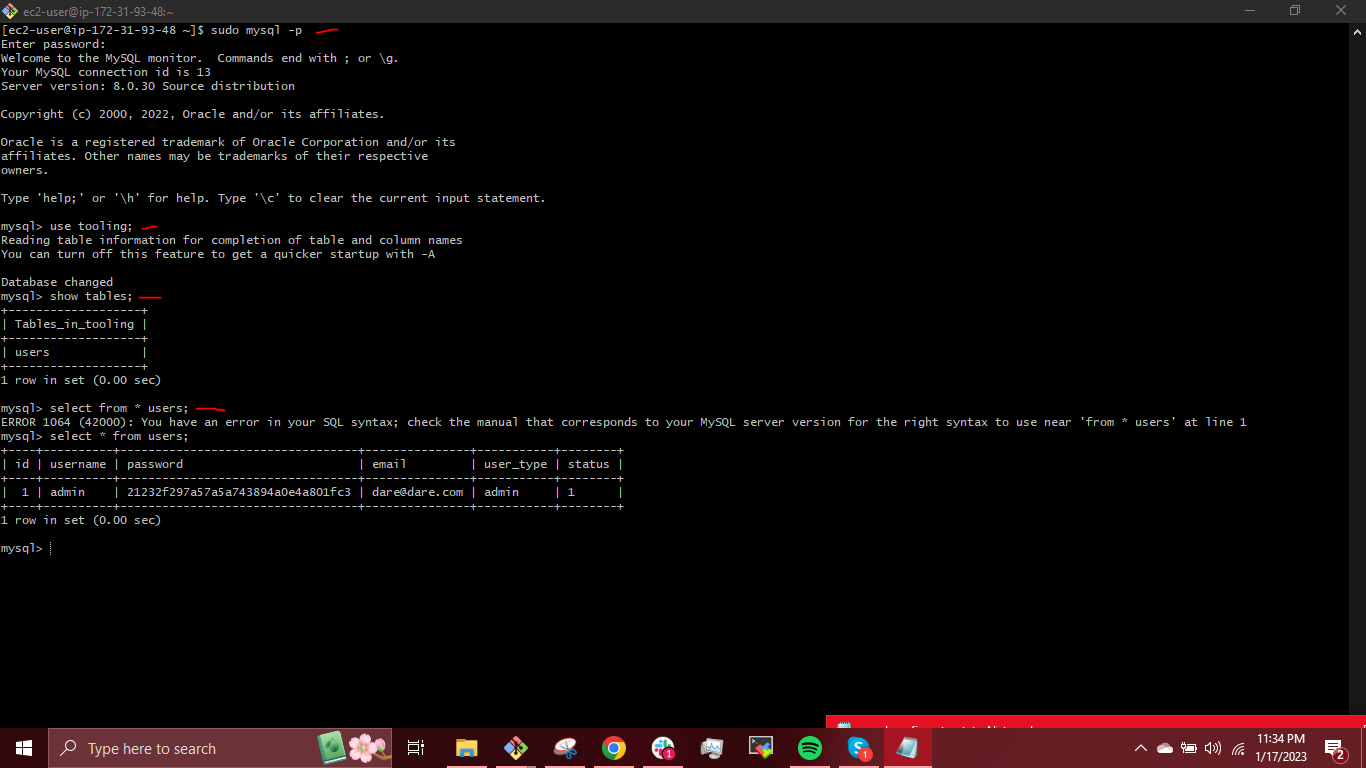 ec2-user@ip-172-31-93-48:~
[ec2-user@ip-172-31-93-48 ~]$ sudo mysql -p
Enter password:
Welcome to the MySQL monitor.  Commands end with ; or \g.
Your MySQL connection id is 13
Server version: 8.0.30 Source distribution
Copyright (c) 2000, 2022, Oracle and/or its affiliates.
Oracle is a registered trademark of Oracle Corporation and/or its
affiliates. Other names may be trademarks of their respective
owners.
Type 'help;' or '\h' for help. Type '\c' to clear the current input statement.
mysql> use tooling;
Reading table information for completion of table and column names
You can turn off this feature to get a quicker startup with -A
Database changed
mysql> show tables;
+-------------------+
| Tables_in_tooling |
+-------------------+
| users             |
+-------------------+
1 row in set (0.00 sec)
mysql> select from * users;
ERROR 1064 (42000): You have an error in your SQL syntax; check the manual that corresponds to your MySQL server version for the right syntax to use near 'from * users' at line 1
mysql> select * from users;
+----+----------+----------------------------------+---------------+-----------+--------+
| id | username | password                         | email         | user_type | status |
+----+----------+----------------------------------+---------------+-----------+--------+
|  1 | admin    | 21232f297a57a5a743894a0e4a801fc3 | dare@dare.com | admin     | 1      |
+----+----------+----------------------------------+---------------+-----------+--------+
1 row in set (0.00 sec)
mysql>
Type here to search
1
1
11:34 PM
1/17/2023
2